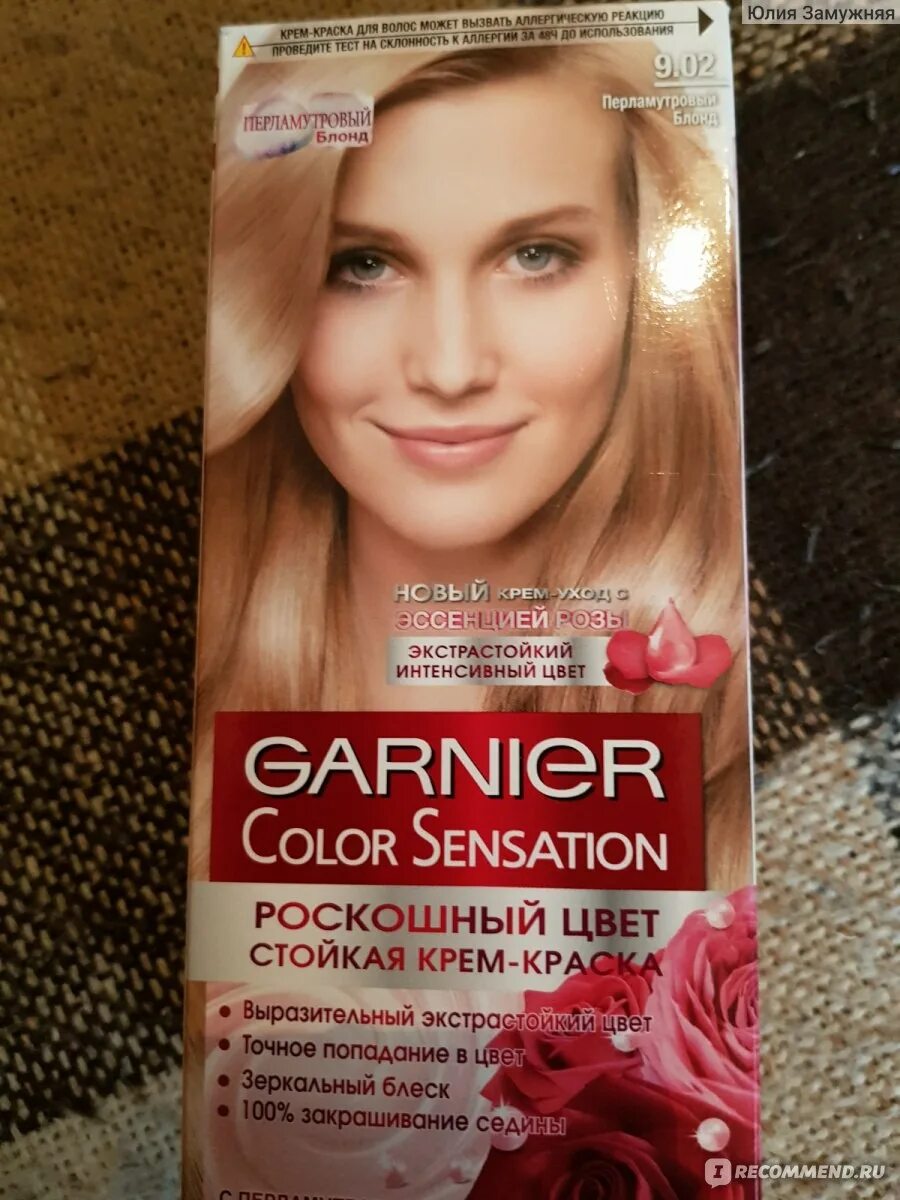 Юлия Замужняя
КРЕМ-КРАСКА ДЛЯ ВОЛОС МОЖЕТ ВЫЗВАТЬ АЛЛЕРГИЧЕСКУЮ РЕАКЦИЮ
ПРОВЕДИТЕ ТЕСТ НА СКЛОННОСТЬ К АЛЛЕРГИИ ЗА 48Ч ДО ИСПОЛЬЗОВАНИЯ
9.02
Перламутровый
Блонд
ПЕРЛАМУТРОВЫЙ
Блонд
НОВЫЙ КРЕМ-УХОД С
ЭССЕНЦИЕЙ РОЗЫ
ЭКСТРАСТОЙКИЙ
ИНТЕНСИВНЫЙ ЦВЕТ
GARNIER
COLOR SENSATION
РОСКОШНЫЙ ЦВЕТ
СТОЙКАЯ КРЕМ-КРАСКА
• Выразительный экстрастойкий цвет
• Точное попадание в цвет
• Зеркальный блеск
• 100% закрашивание седины
IRECOMMEND.RU